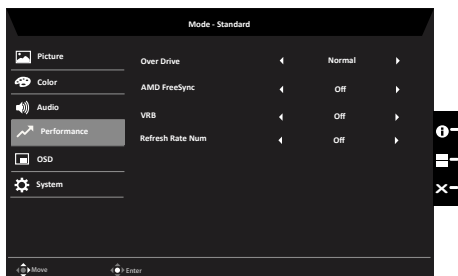 Mode - Standard
Picture
Over Drive Normal
Color
AMD FreeSync Off
Audio
VRB Off
Performance
Refresh Rate Num Off
OSD
System
Move Enter